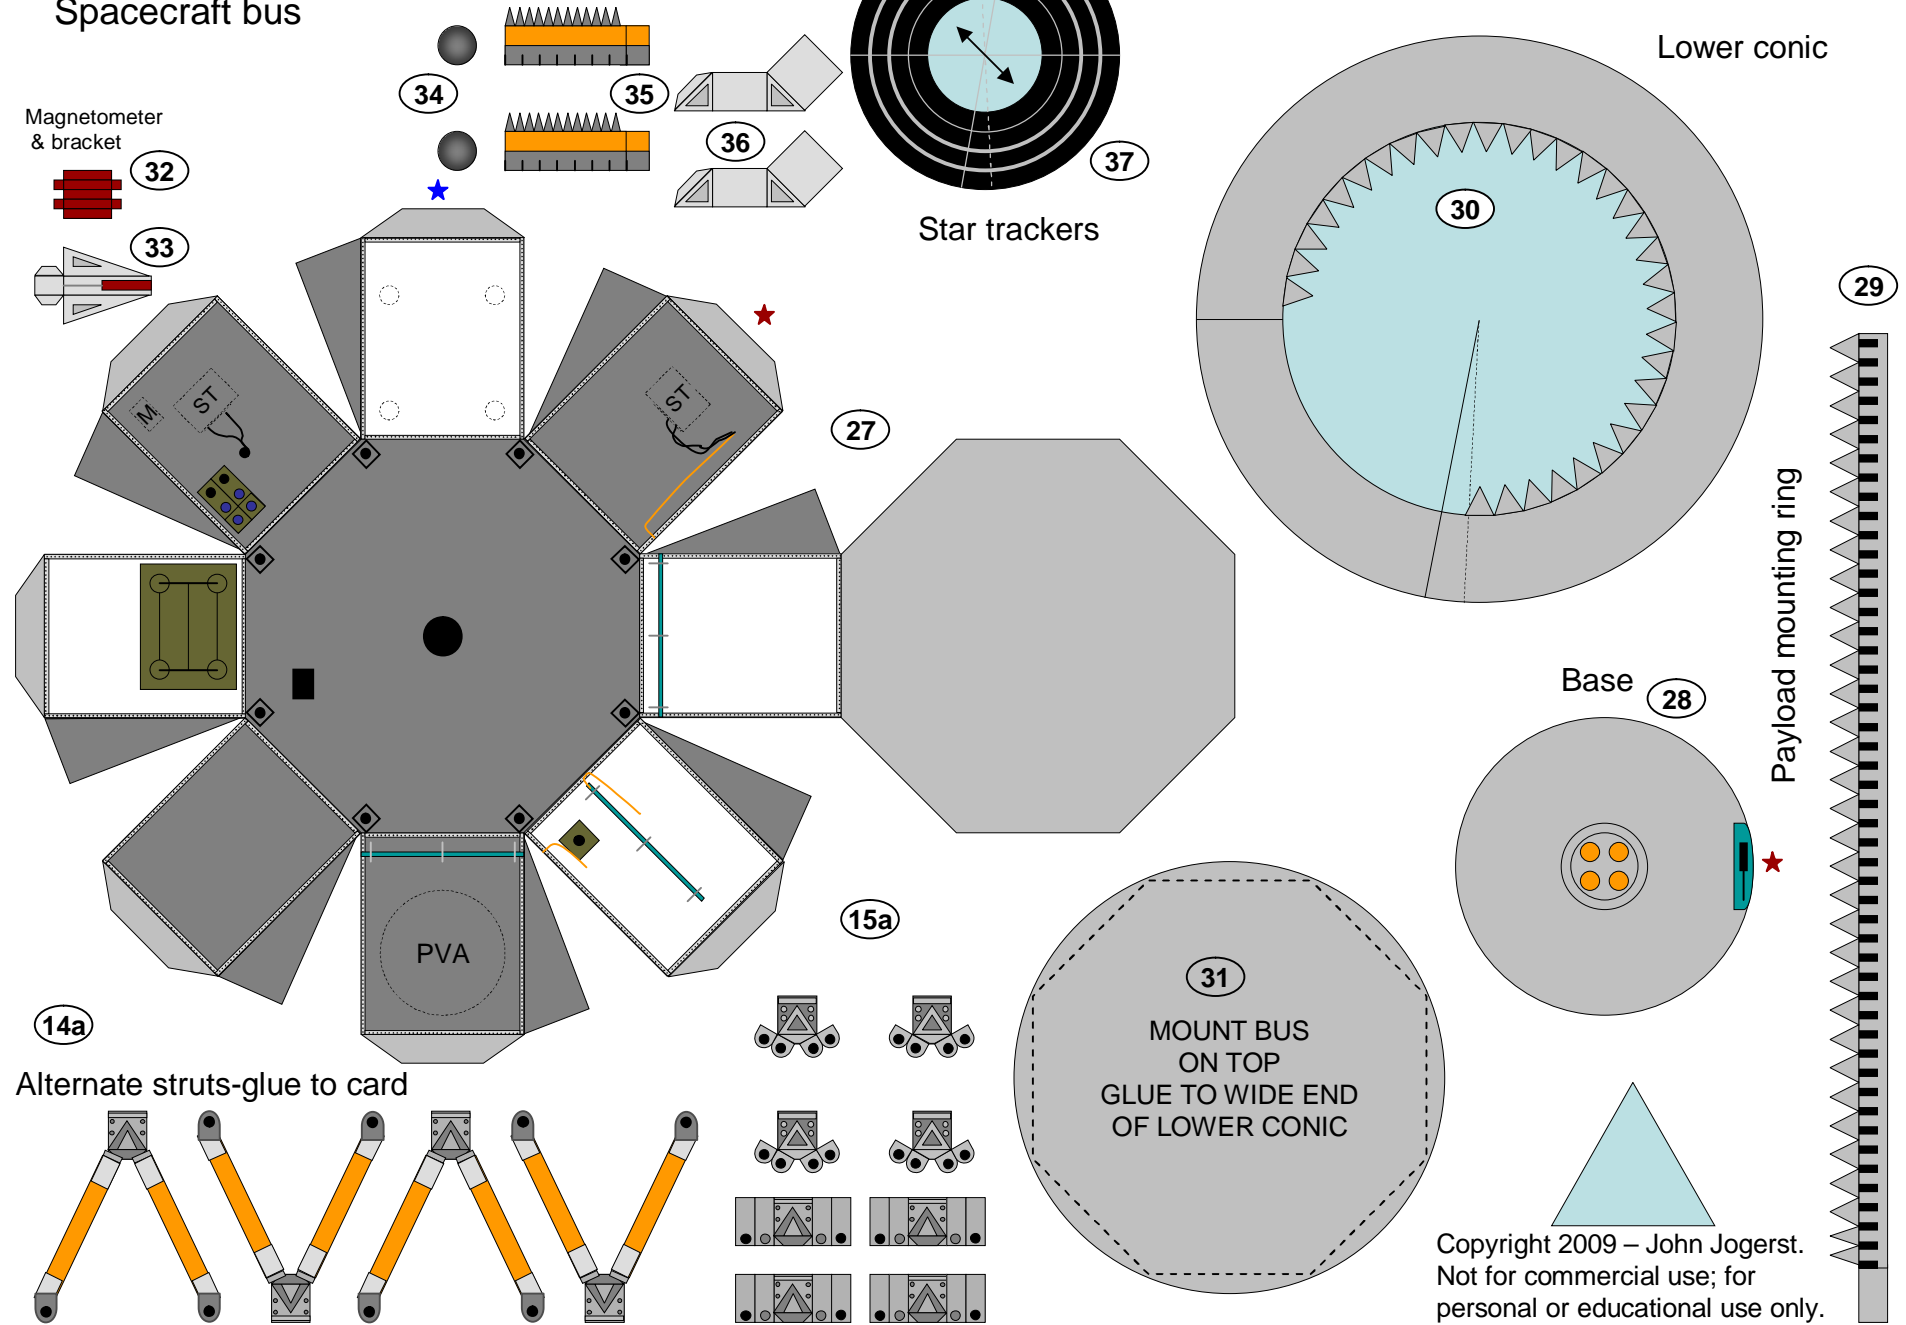 Spacecraft bus
34
35
36
37
Lower conic
Magnetometer
& bracket
32
33
Star trackers
30
29
M
ST
ST
27
Payload mounting ring
Base
28
PVA
15a
14a
31
MOUNT BUS
ON TOP
GLUE TO WIDE END
OF LOWER CONIC
Alternate struts-glue to card
Copyright 2009 – John Jogerst.
Not for commercial use; for
personal or educational use only.